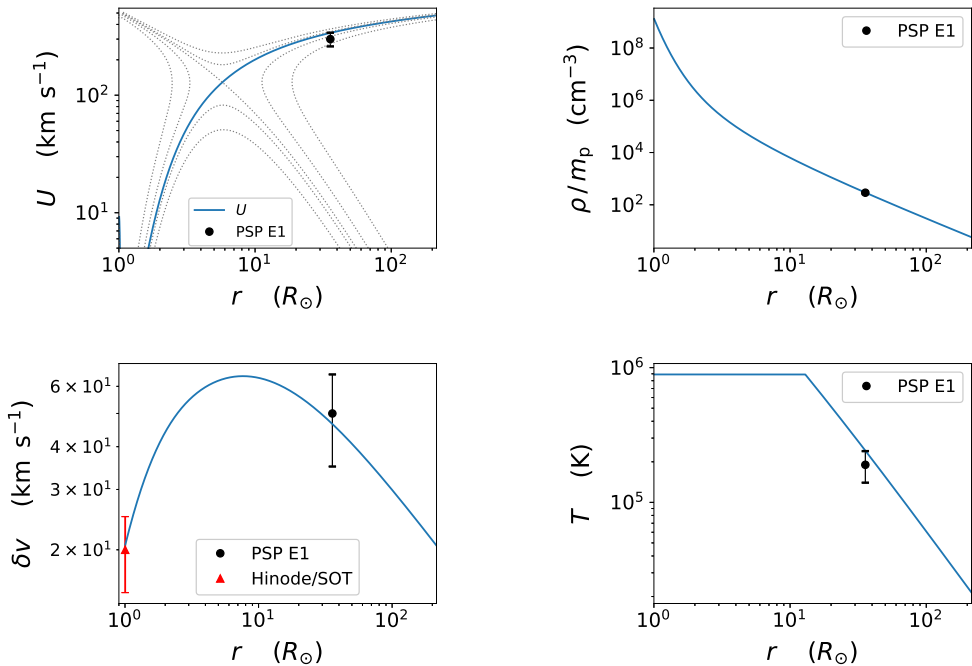 U (km s⁻¹)
10²
10¹
U
PSP E1
10⁰ 10¹ 10²
r (R⊙)
ρ/mₚ (cm⁻³)
10⁸
10⁶
10⁴
10²
PSP E1
10⁰ 10¹ 10²
r (R⊙)
δv (km s⁻¹)
6 × 10¹
4 × 10¹
3 × 10¹
2 × 10¹
PSP E1
Hinode/SOT
10⁰ 10¹ 10²
r (R⊙)
T (K)
10⁶
10⁵
PSP E1
10⁰ 10¹ 10²
r (R⊙)